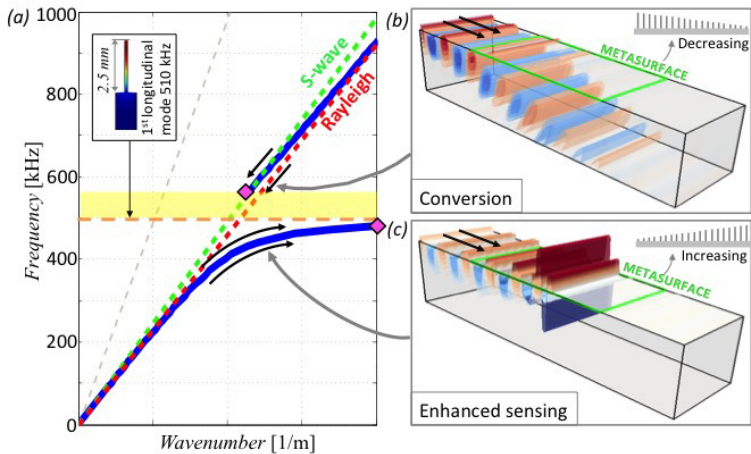 (a)
1000
800
600
400
200
0
Frequency [kHz]
Wavenumber [1/m]
2.5 mm
1st longitudinal
mode 510 kHz
S-wave
Rayleigh
(b)
METASURFACE
Decreasing
Conversion
(c)
METASURFACE
Increasing
Enhanced sensing